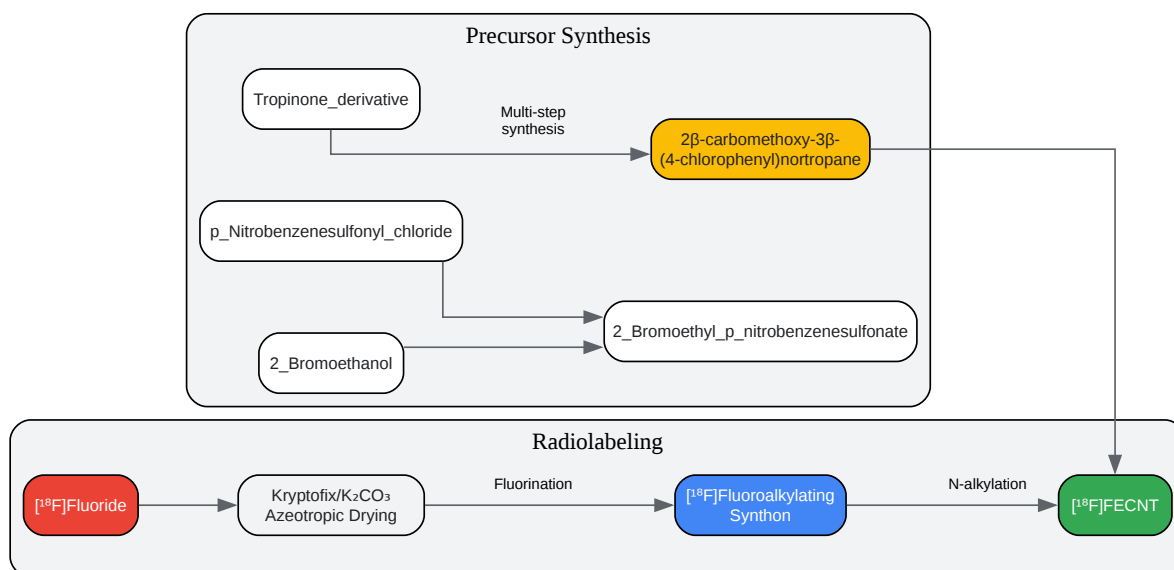 Precursor Synthesis
Tropinone_derivative
Multi-step
synthesis
2β-carbomethoxy-3β-
(4-chlorophenyl)nortropane
p_Nitrobenzenesulfonyl_chloride
2_Bromoethyl_p_nitrobenzenesulfonate
2_Bromoethanol
Radiolabeling
[¹⁸F]Fluoride
Kryptofix/K₂CO₃
Azeotropic Drying
Fluorination
[¹⁸F]Fluoroalkylating
Synthon
N-alkylation
[¹⁸F]FECNT